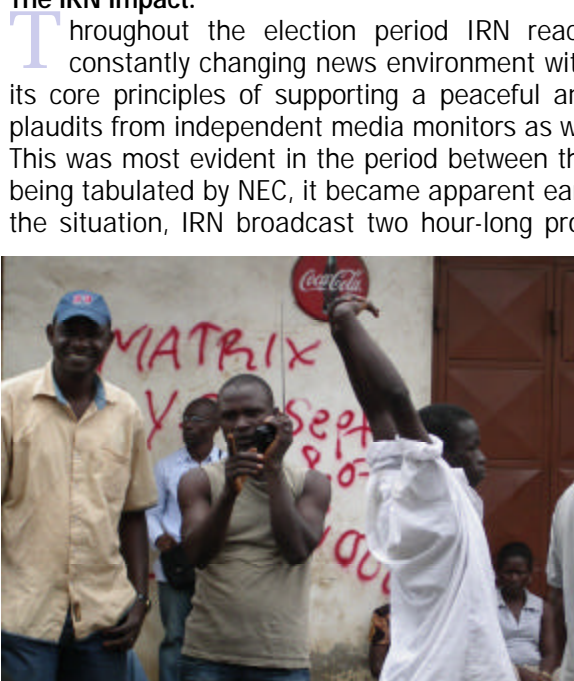 The IRN Impact:
Throughout the election period IRN reac
constantly changing news environment wit
its core principles of supporting a peaceful an
plaudits from independent media monitors as w
This was most evident in the period between th
being tabulated by NEC, it became apparent ea
the situation, IRN broadcast two hour-long pro
Coca-Cola
MATRIX
Sept